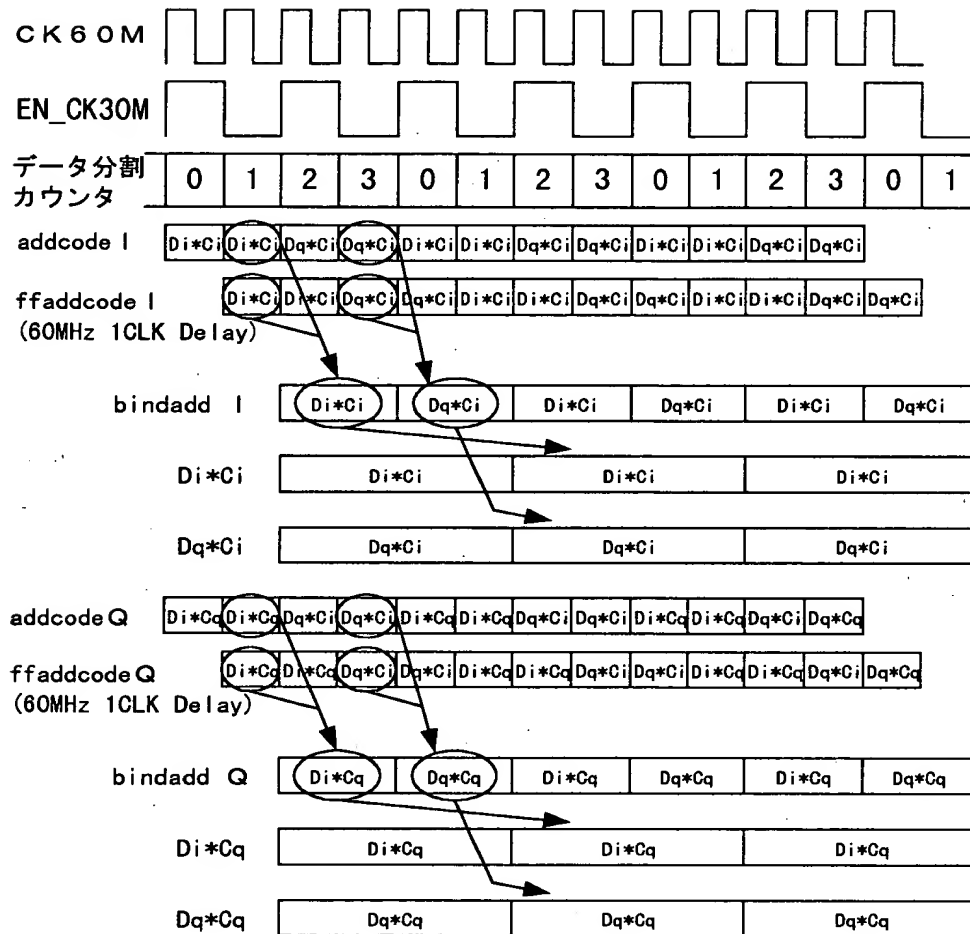 CK60M
EN_CK30M
データ分割
カウンタ
0 1 2 3 0 1 2 3 0 1 2 3 0 1
addcode I Di*Ci Di*Ci Dq*Ci Dq*Ci Di*Ci Di*Ci Dq*Ci Dq*Ci Di*Ci Di*Ci Dq*Ci Dq*Ci
ffaddcode I Di*Ci Di*Ci Dq*Ci Dq*Ci Di*Ci Di*Ci Dq*Ci Dq*Ci Di*Ci Di*Ci Dq*Ci Dq*Ci
(60MHz 1CLK Delay)
bindadd I Di*Ci Dq*Ci Di*Ci Dq*Ci Di*Ci Dq*Ci
Di*Ci Di*Ci Di*Ci Di*Ci
Dq*Ci Dq*Ci Dq*Ci Dq*Ci
addcode Q Di*Cq Di*Cq Dq*Ci Dq*Ci Di*Cq Di*Cq Dq*Ci Dq*Ci Di*Cq Di*Cq Dq*Cq Dq*Cq
ffaddcode Q Di*Cq Di*Cq Dq*Ci Dq*Ci Di*Cq Di*Cq Dq*Ci Dq*Ci Di*Cq Di*Cq Dq*Ci Dq*Cq
(60MHz 1CLK Delay)
bindadd Q Di*Cq Dq*Cq Di*Cq Dq*Cq Di*Cq Dq*Cq
Di*Cq Di*Cq Di*Cq Di*Cq
Dq*Cq Dq*Cq Dq*Cq Dq*Cq